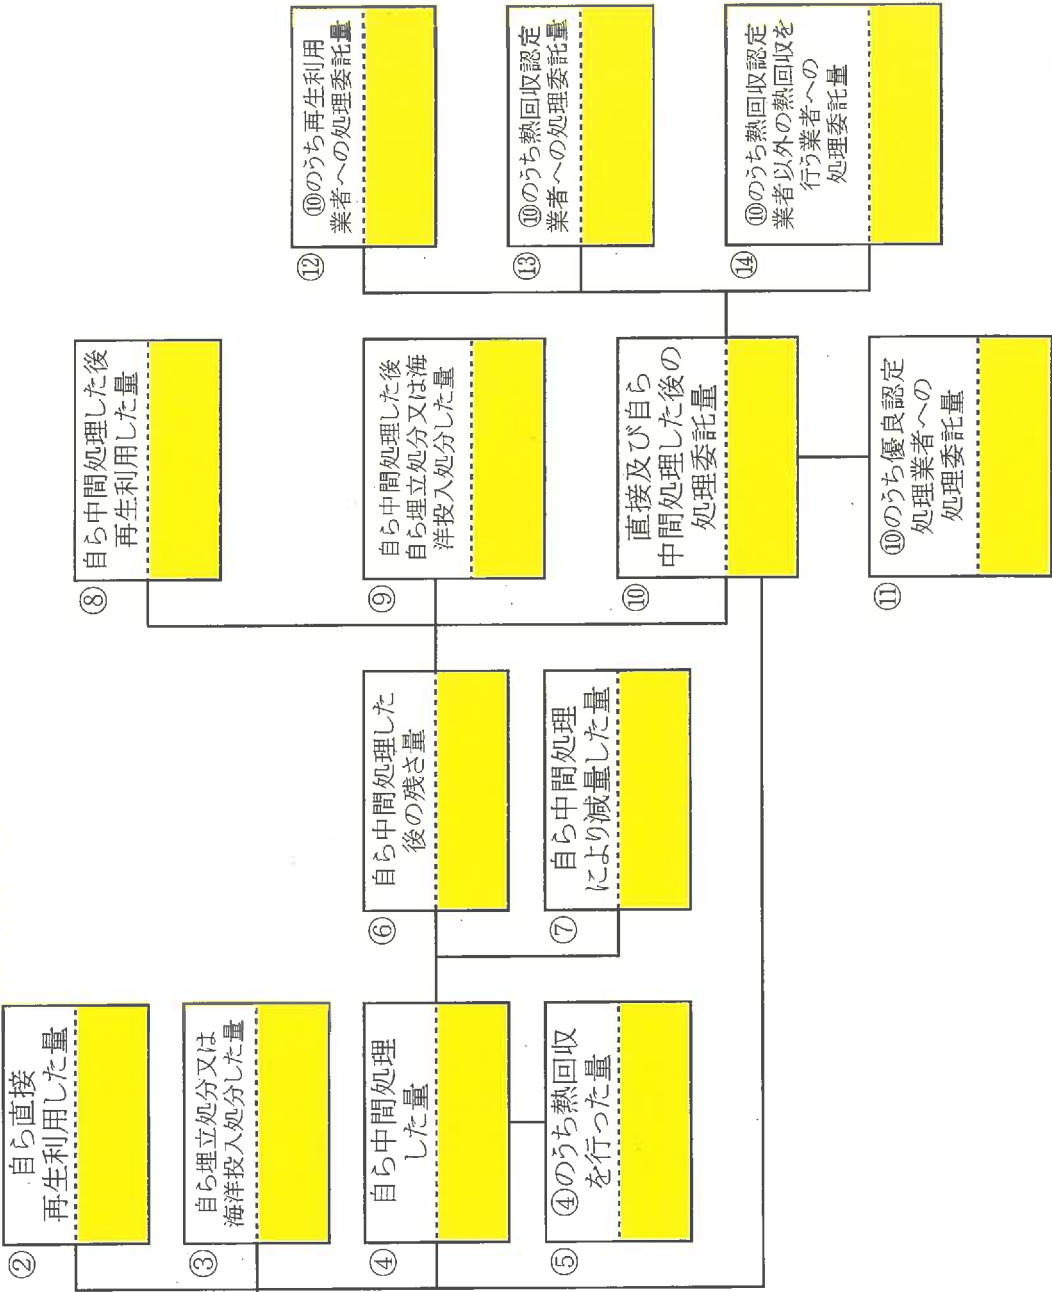 ②
自ら直接
再生利用した量
③
自ら埋立処分又は
海洋投入処分した量
④
自ら中間処理
した量
⑤
④のうち熱回収
を行った量
⑥
自ら中間処理した
後の残さ量
⑦
自ら中間処理
により減量した量
⑧
自ら中間処理した後
再生利用した量
⑨
自ら中間処理した後
自ら埋立処分又は海
洋投入処分した量
⑩
直接及び自ら
中間処理した後の
処理委託量
⑪
⑩のうち優良認定
処理業者への
処理委託量
⑫
⑩のうち再生利用
業者への処理委託量
⑬
⑩のうち熱回収認定
業者への処理委託量
⑭
⑩のうち熱回収認定
業者以外の熱回収を
行う業者への
処理委託量